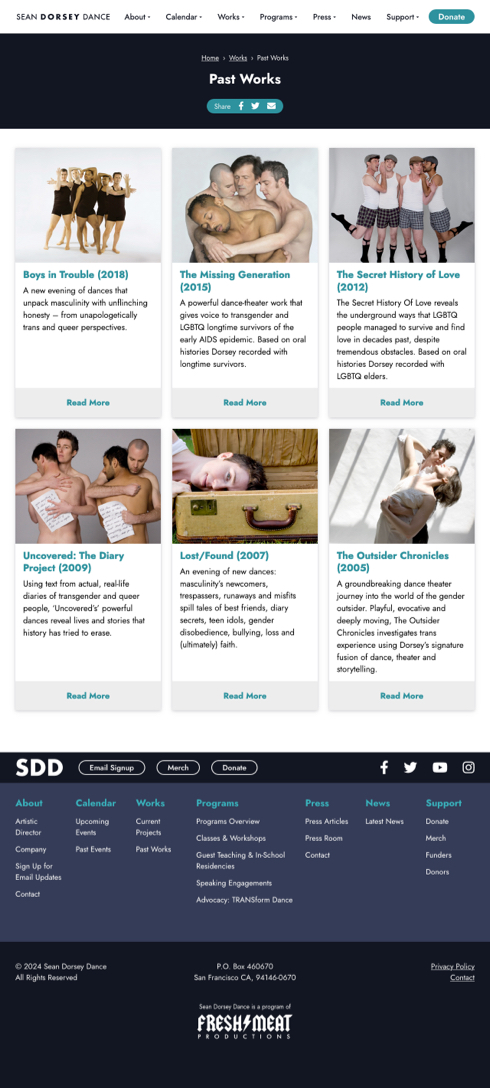 SEAN DORSEY DANCE
About
Calendar
Works
Programs
Press
News
Support
Donate
Home › Works › Past Works
Past Works
Share
Boys in Trouble (2018)
A new evening of dances that
unpack masculinity with unflinching
honesty – from unapologetically
trans and queer perspectives.
Read More
The Missing Generation
(2015)
A powerful dance-theater work that
gives voice to transgender and
LGBTQ longtime survivors of the
early AIDS epidemic. Based on oral
histories Dorsey recorded with
longtime survivors.
Read More
The Secret History of Love
(2012)
The Secret History Of Love reveals
the underground ways that LGBTQ
people managed to survive and find
love in decades past, despite
tremendous obstacles. Based on oral
histories Dorsey recorded with
LGBTQ elders.
Read More
Uncovered: The Diary
Project (2009)
Using text from actual, real-life
diaries of transgender and queer
people, ‘Uncovered’s’ powerful
dances reveal lives and stories that
history has tried to erase.
Read More
Lost/Found (2007)
An evening of new dances:
masculinity’s newcomers,
trespassers, runaways and misfits
spill tales of best friends, diary
secrets, teen idols, gender
disobedience, bullying, loss and
(ultimately) faith.
Read More
The Outsider Chronicles
(2005)
A groundbreaking dance theater
journey into the world of the gender
outsider. Playful, evocative and
deeply moving, The Outsider
Chronicles investigates trans
experience using Dorsey’s signature
fusion of dance, theater and
storytelling.
Read More
SDD
Email Signup
Merch
Donate
About
Artistic
Director
Company
Sign Up for
Email Updates
Contact
Calendar
Upcoming
Events
Past Events
Works
Current
Projects
Past Works
Programs
Programs Overview
Classes & Workshops
Guest Teaching & In-School
Residencies
Speaking Engagements
Advocacy: TRANSform Dance
Press
Press Articles
Press Room
Contact
News
Latest News
Support
Donate
Merch
Funders
Donors
© 2024 Sean Dorsey Dance
All Rights Reserved
P.O. Box 460670
San Francisco CA, 94146-0670
Privacy Policy
Contact
Sean Dorsey Dance is a program of
FRESH MEAT
PRODUCTIONS